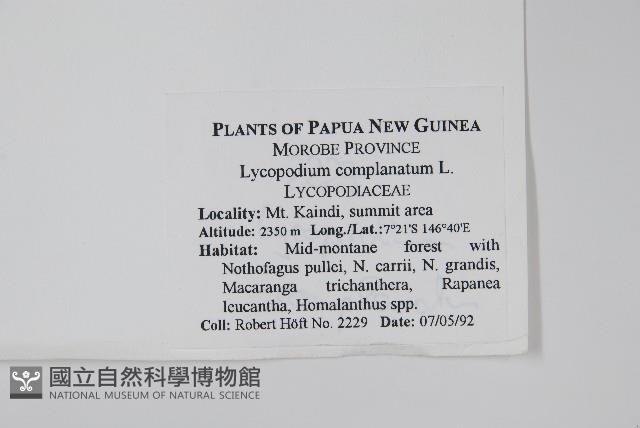 PLANTS OF PAPUA NEW GUINEA
MOROBE PROVINCE
Lycopodium complanatum L.
LYCOPODIACEAE
Locality: Mt. Kaindi, summit area
Altitude: 2350 m Long./Lat.:7°21'S 146°40'E
Habitat: Mid-montane forest with
Nothofagus pullei, N. carrii, N. grandis,
Macaranga trichanthera, Rapanea
leucantha, Homalanthus spp.
Coll: Robert Höft No. 2229 Date: 07/05/92
國立自然科學博物館
NATIONAL MUSEUM OF NATURAL SCIENCE